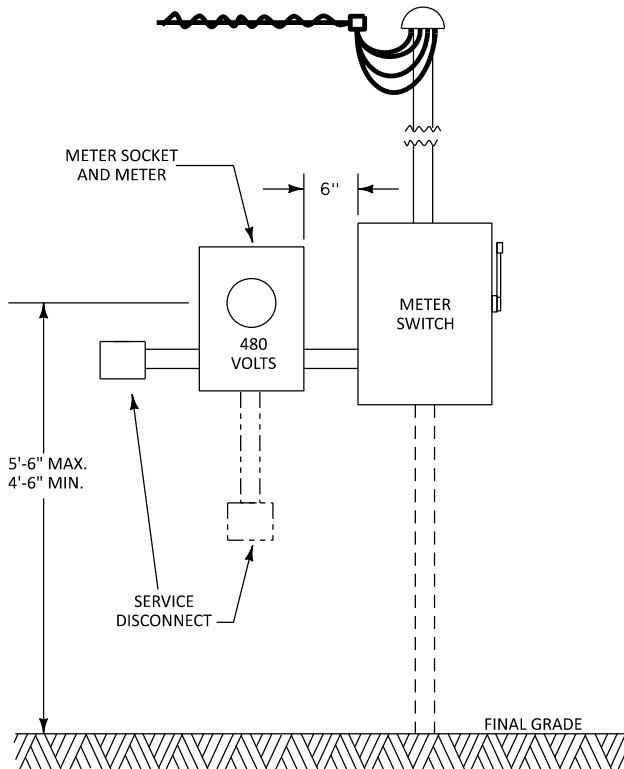 METER SOCKET
AND METER
6"
METER
SWITCH
480
VOLTS
5'-6" MAX.
4'-6" MIN.
SERVICE
DISCONNECT
FINAL GRADE